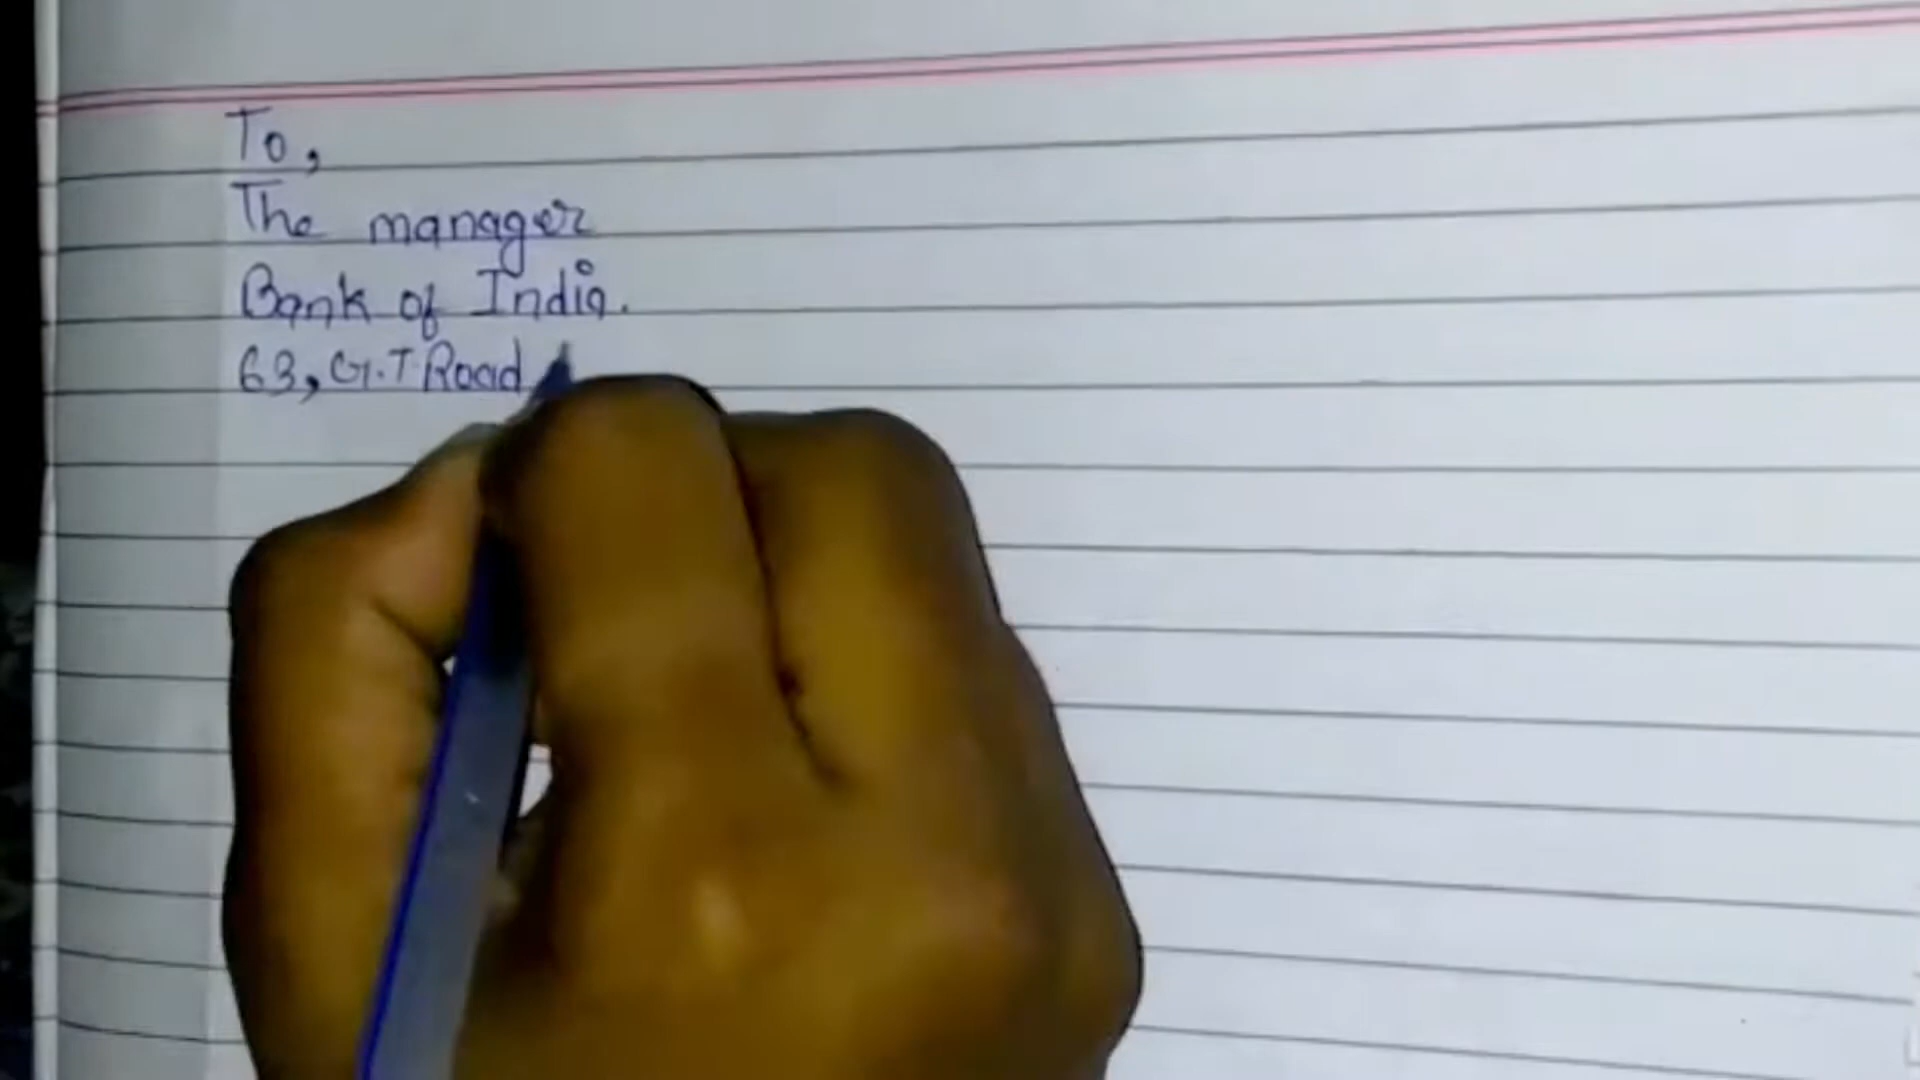 To,
The manager
Bank of India.
63, G.T. Road